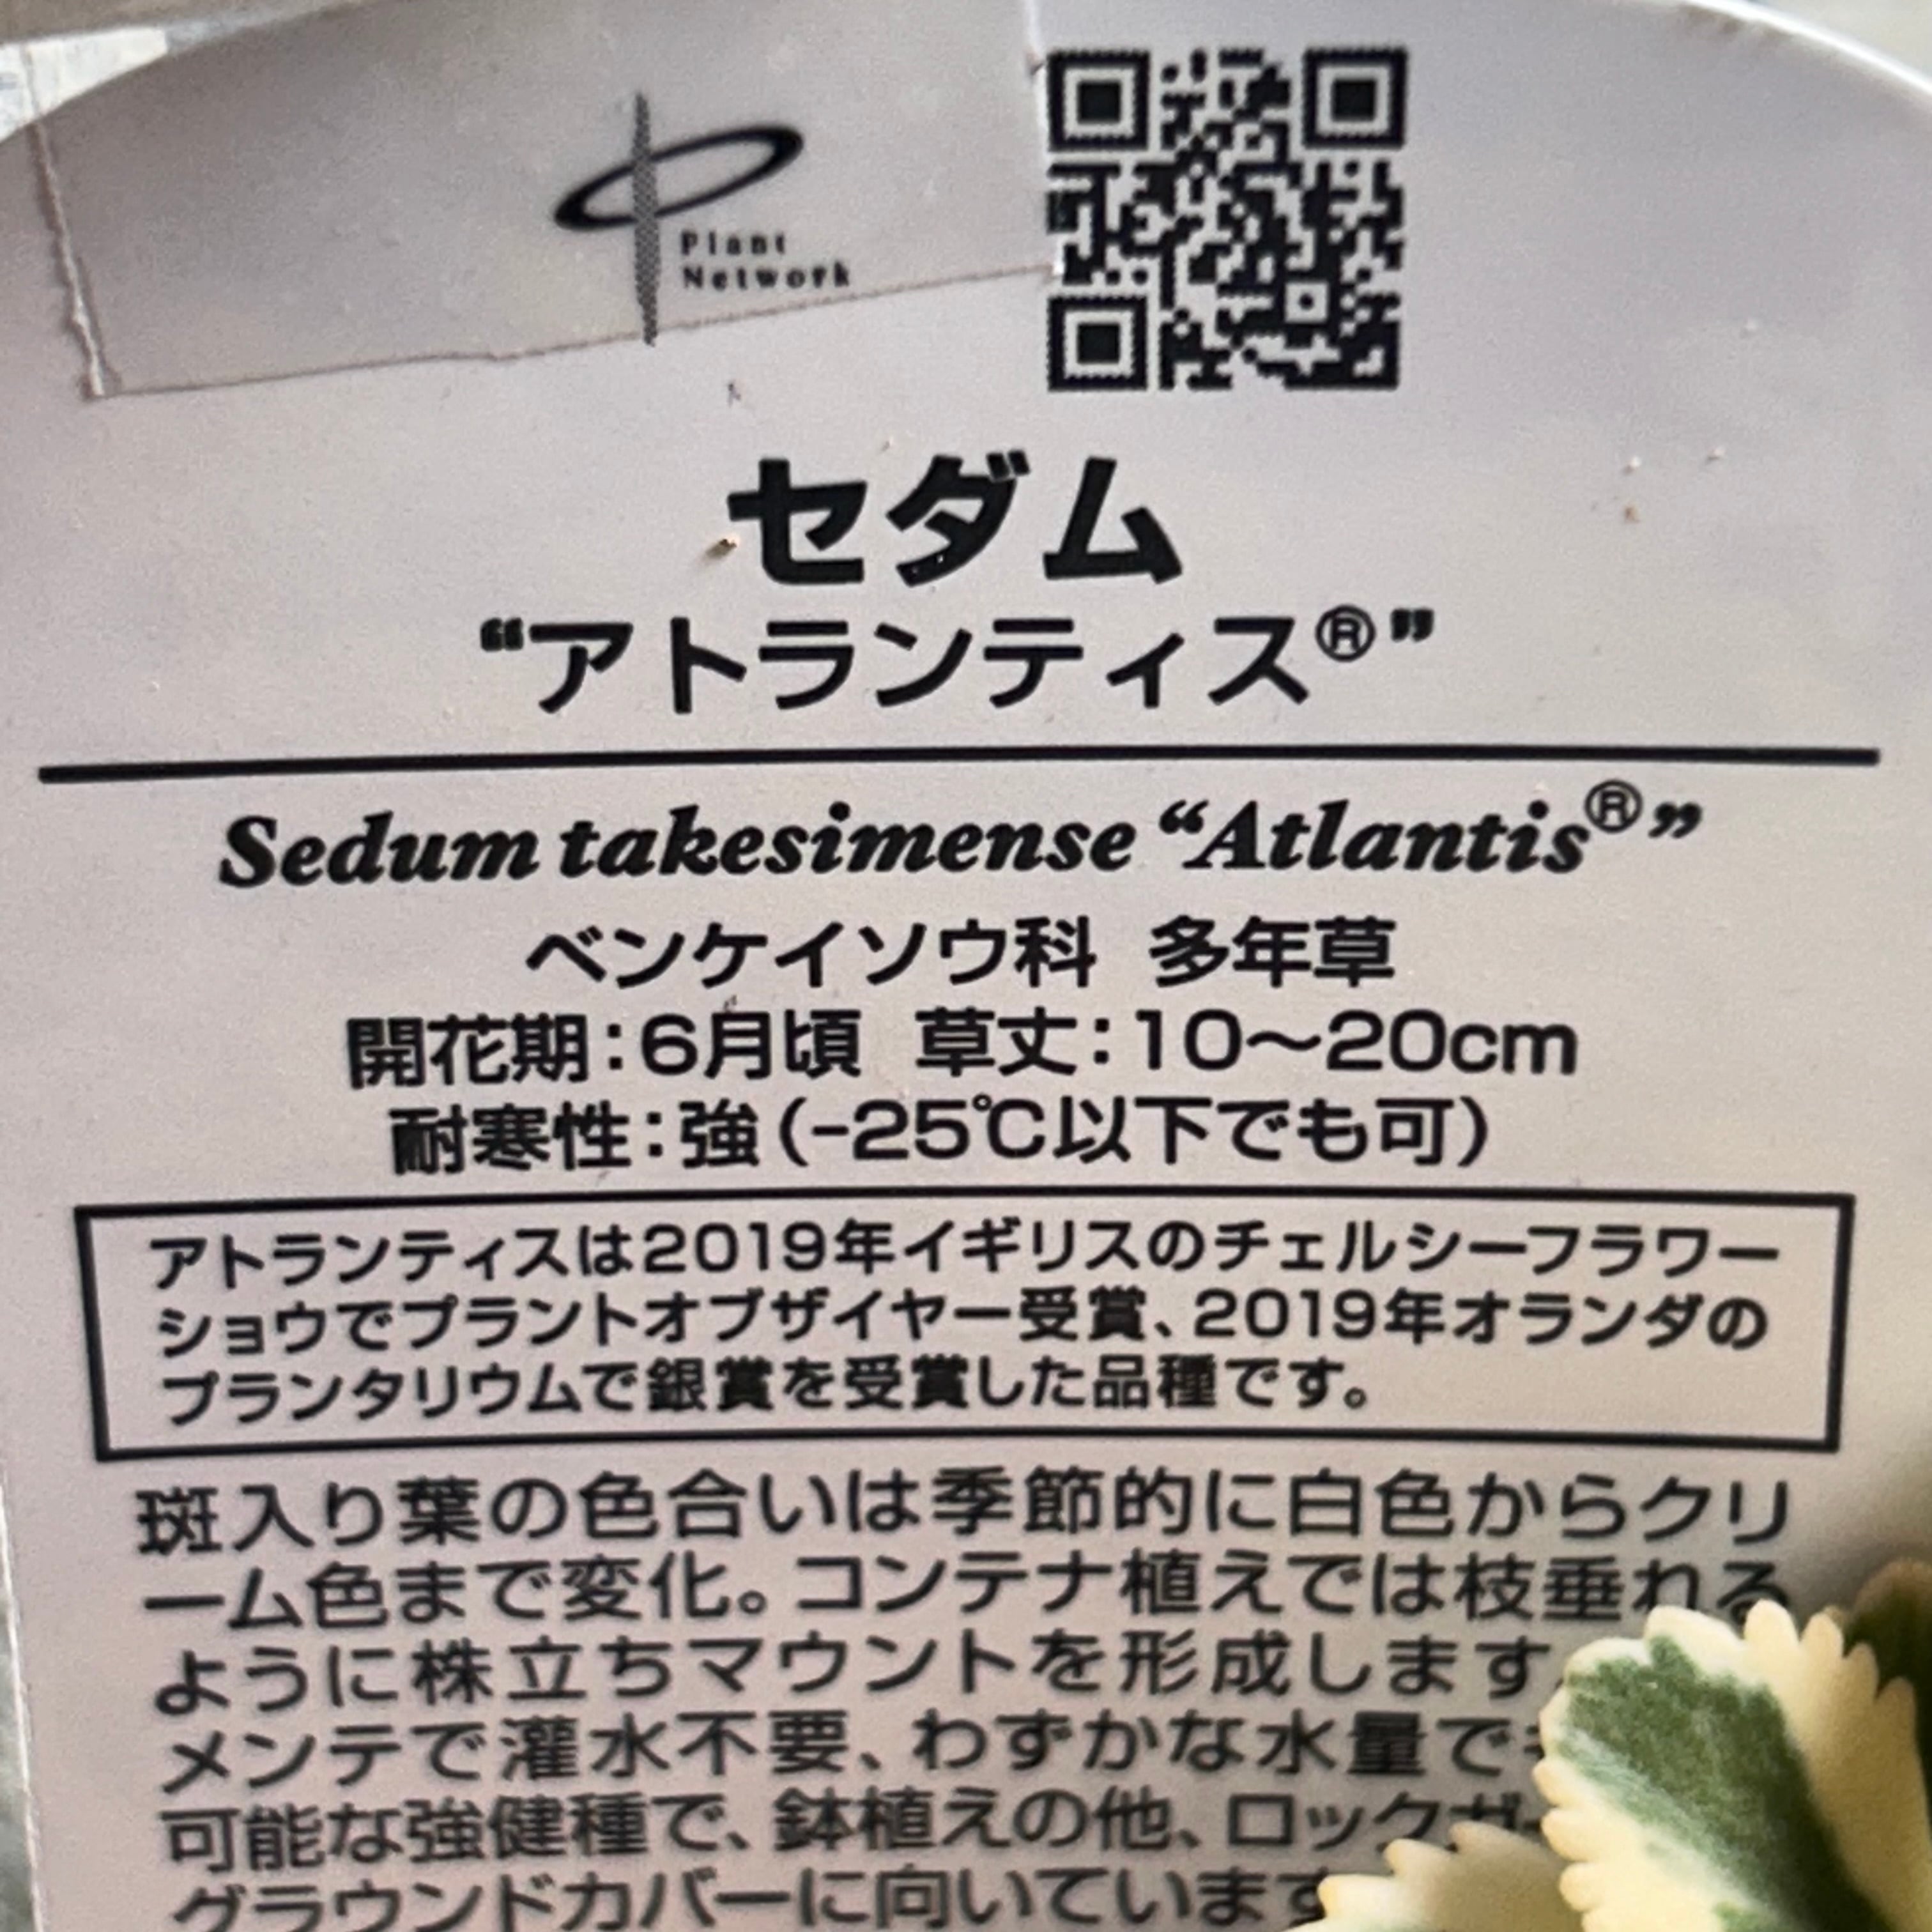 Plant
Network
セダム
“アトランティス®”
Sedum takesimense “Atlantis®”
ベンケイソウ科 多年草
開花期:6月頃 草丈:10〜20cm
耐寒性:強(-25℃以下でも可)
アトランティスは2019年イギリスのチェルシーフラワー
ショウでプラントオブザイヤー受賞、2019年オランダの
プランタリウムで銀賞を受賞した品種です。
斑入り葉の色合いは季節的に白色からクリ
ーム色まで変化。コンテナ植えでは枝垂れる
ように株立ちマウントを形成します
メンテで灌水不要、わずかな水量で
可能な強健種で、鉢植えの他、ロック
グラウンドカバーに向いています